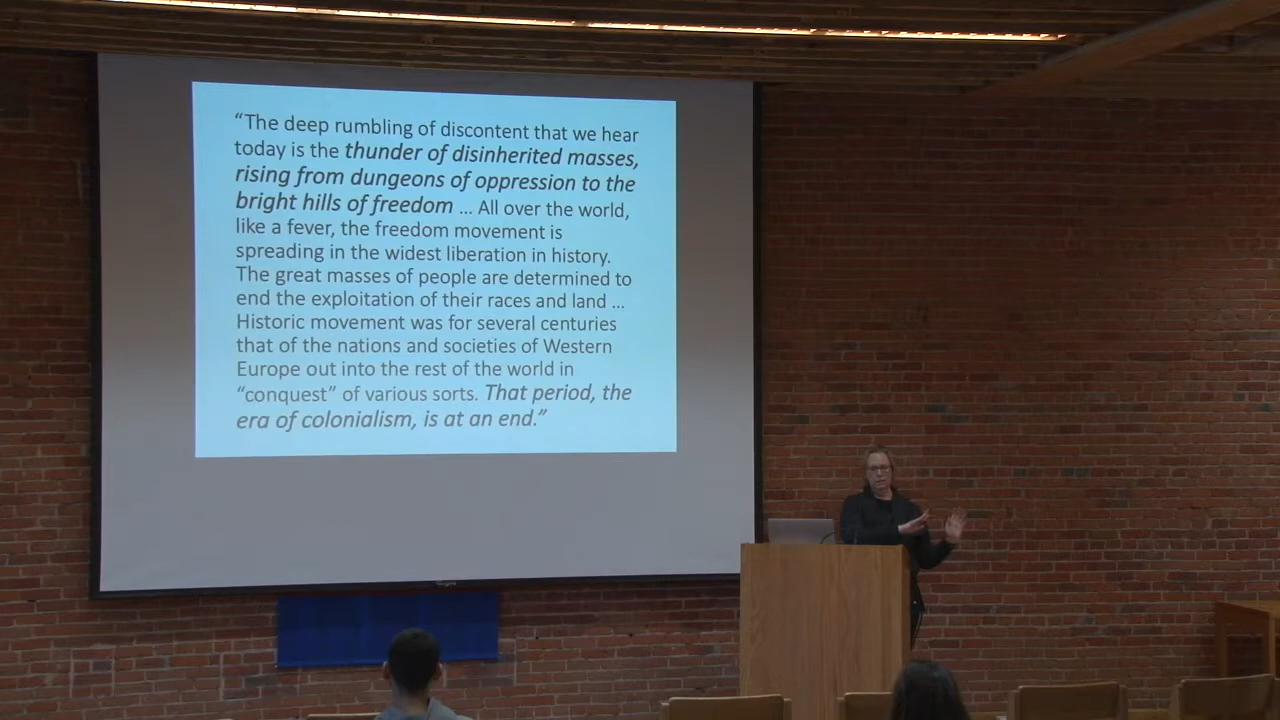 “The deep rumbling of discontent that we hear
today is the thunder of disinherited masses,
rising from dungeons of oppression to the
bright hills of freedom ... All over the world,
like a fever, the freedom movement is
spreading in the widest liberation in history.
The great masses of people are determined to
end the exploitation of their races and land ...
Historic movement was for several centuries
that of the nations and societies of Western
Europe out into the rest of the world in
“conquest” of various sorts. That period, the
era of colonialism, is at an end.”